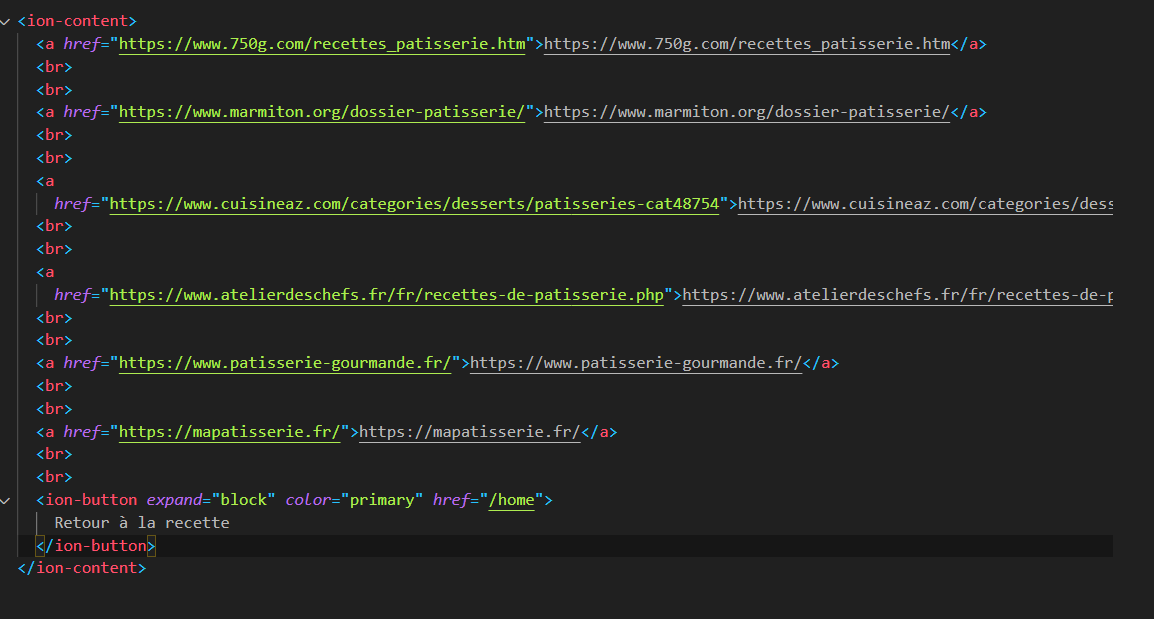 <ion-content>
<a href="https://www.750g.com/recettes_patisserie.htm">https://www.750g.com/recettes_patisserie.htm</a>
<br>
<br>
<a href="https://www.marmiton.org/dossier-patisserie/">https://www.marmiton.org/dossier-patisserie/</a>
<br>
<br>
<a
href="https://www.cuisineaz.com/categories/desserts/patisseries-cat48754">https://www.cuisineaz.com/categories/dess
<br>
<br>
<a
href="https://www.atelierdeschefs.fr/fr/recettes-de-patisserie.php">https://www.atelierdeschefs.fr/fr/recettes-de-p
<br>
<br>
<a href="https://www.patisserie-gourmande.fr/">https://www.patisserie-gourmande.fr/</a>
<br>
<br>
<a href="https://mapatisserie.fr/">https://mapatisserie.fr/</a>
<br>
<br>
<ion-button expand="block" color="primary" href="/home">
Retour à la recette
</ion-button>
</ion-content>